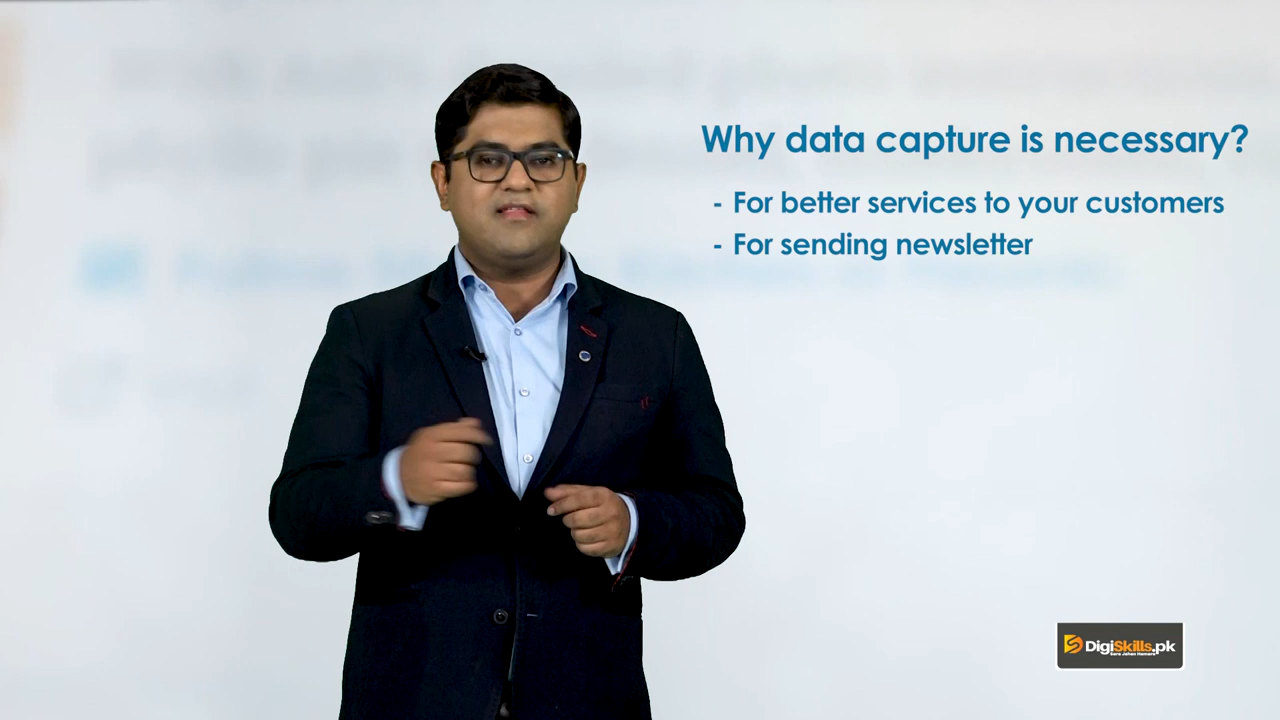 Why data capture is necessary?
- For better services to your customers
- For sending newsletter
DigiSkills.pk